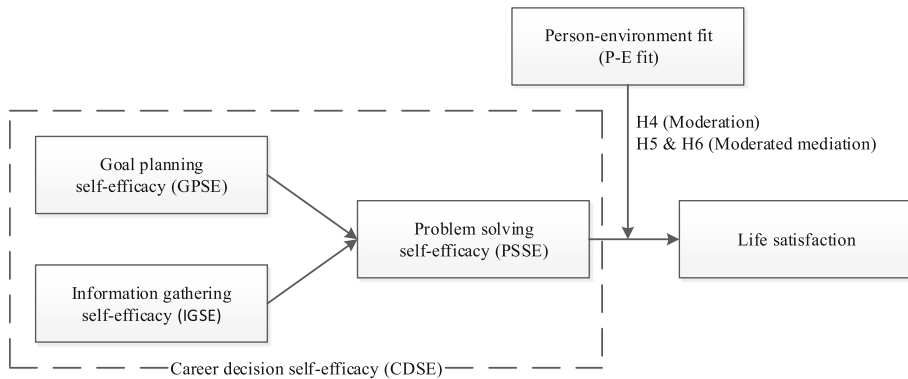 Person-environment fit
(P-E fit)
H4 (Moderation)
H5 & H6 (Moderated mediation)
Goal planning
self-efficacy (GPSE)
Problem solving
self-efficacy (PSSE)
Life satisfaction
Information gathering
self-efficacy (IGSE)
Career decision self-efficacy (CDSE)